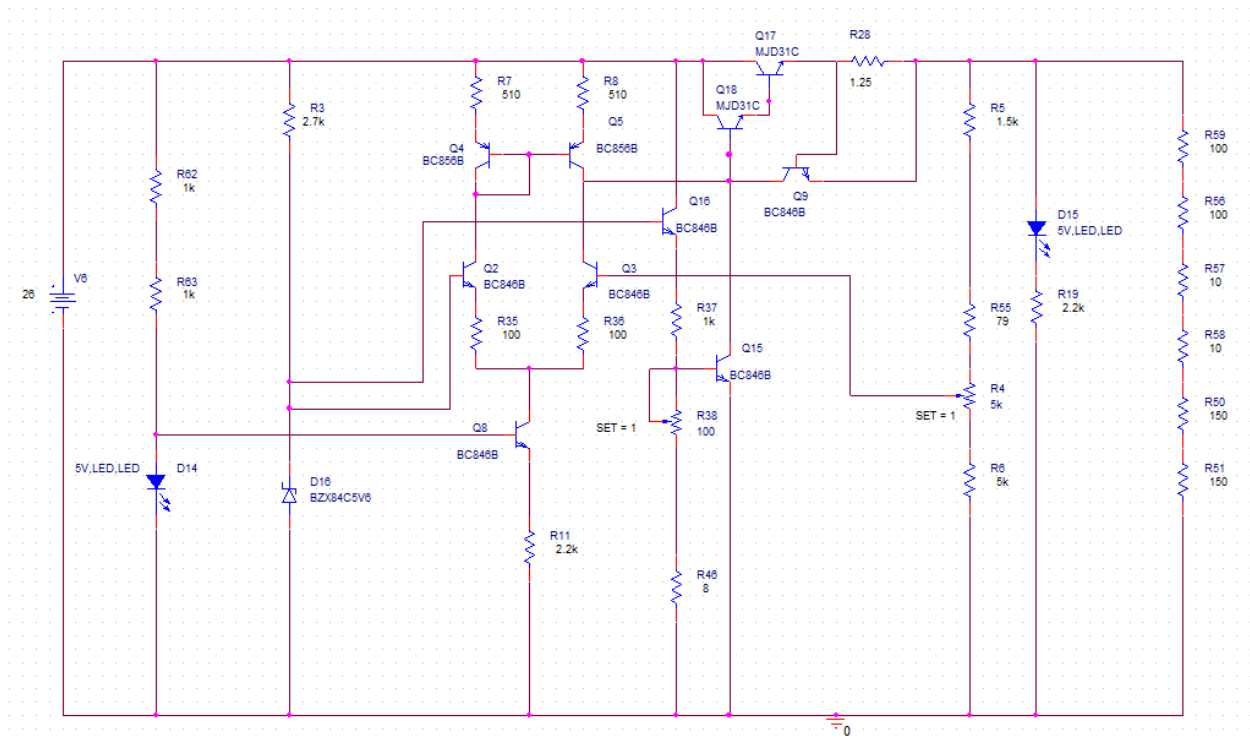 Q17
MJD31C
R28
1.25
R7
510
R8
510
Q18
MJD31C
R3
2.7k
Q5
BC856B
Q4
BC856B
R5
1.5k
R59
100
R62
1k
Q16
BC846B
Q9
BC846B
R56
100
D15
5V,LED,LED
V6
26
R63
1k
Q2
BC846B
Q3
BC846B
R57
10
R19
2.2k
R35
100
R36
100
R37
1k
R55
79
R58
10
Q15
BC846B
R4
5k
SET = 1
R50
150
R38
100
SET = 1
Q8
BC846B
5V,LED,LED
D14
D16
BZX84C5V6
R6
5k
R51
150
R11
2.2k
R46
8
0